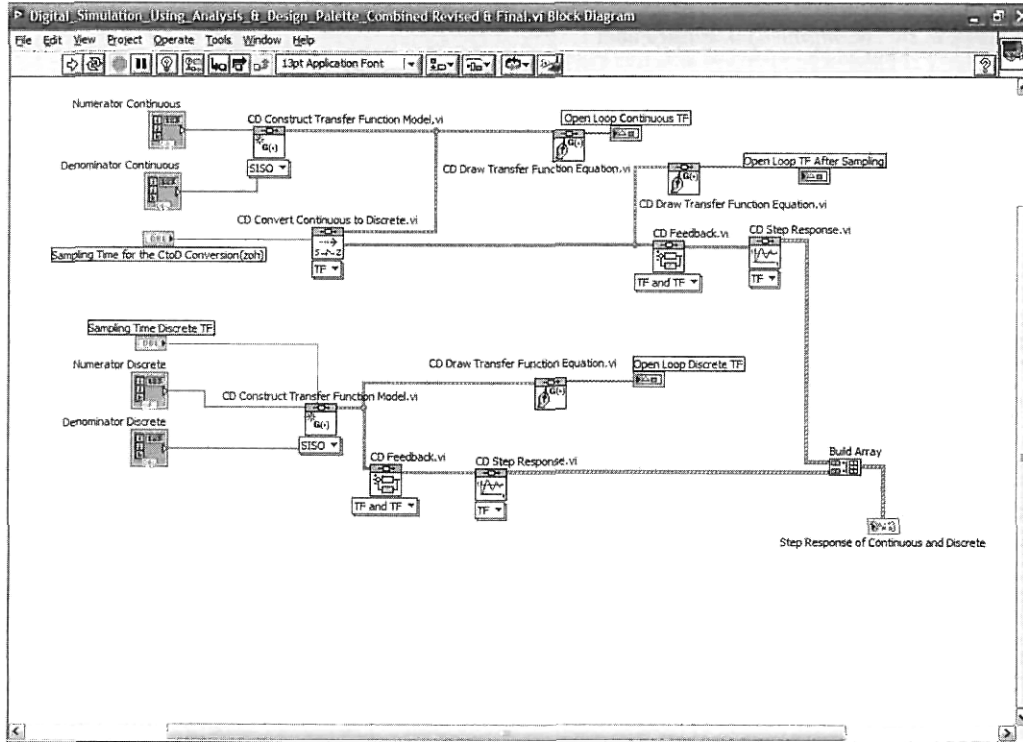 Digital_Simulation_Using_Analysis_&_Design_Palette_Combined Revised & Final.vi Block Diagram
File Edit View Project Operate Tools Window Help
13pt Application Font
Numerator Continuous
CD Construct Transfer Function Model.vi
G(•)
SISO
Open Loop Continuous TF
G(•)
CD Draw Transfer Function Equation.vi
Denominator Continuous
Open Loop TF After Sampling
G(•)
CD Draw Transfer Function Equation.vi
CD Convert Continuous to Discrete.vi
TF
DBL
Sampling Time for the CtoD Conversion(zoh)
CD Feedback.vi
TF and TF
CD Step Response.vi
TF
Sampling Time Discrete TF
DBL
Numerator Discrete
CD Construct Transfer Function Model.vi
G(•)
SISO
CD Draw Transfer Function Equation.vi
G(•)
Open Loop Discrete TF
Denominator Discrete
CD Feedback.vi
TF and TF
CD Step Response.vi
TF
Build Array
Step Response of Continuous and Discrete